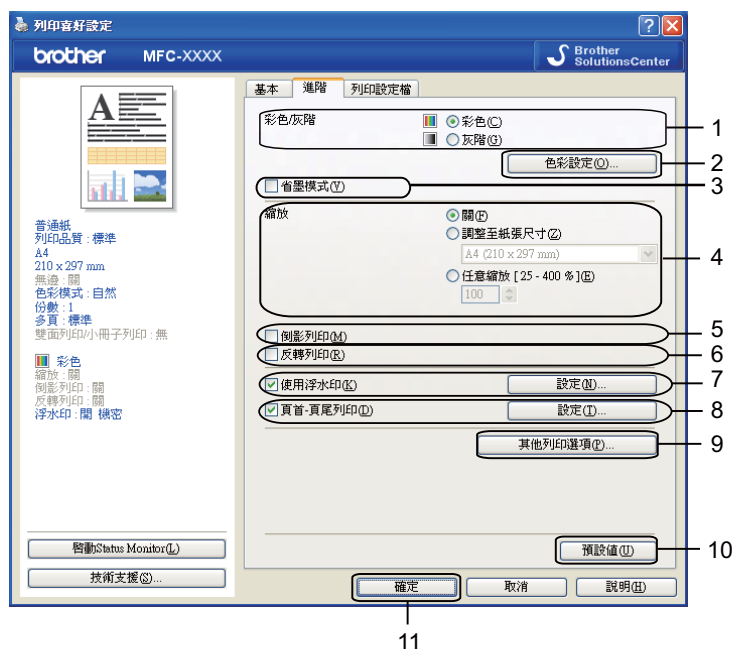 列印喜好設定
brother MFC-XXXX
Brother
SolutionsCenter
基本 進階 列印設定檔
彩色/灰階
彩色(C)
灰階(G)
1
色彩設定(O)...
2
省墨模式(Y)
3
縮放
關(F)
調整至紙張尺寸(Z)
A4 (210 x 297 mm)
任意縮放 [ 25 - 400 % ](E)
100
4
倒影列印(M)
5
反轉列印(R)
6
使用浮水印(K)
設定(N)...
7
頁首-頁尾列印(D)
設定(I)...
8
其他列印選項(P)...
9
預設值(U)
10
A
普通紙
列印品質 : 標準
A4
210 x 297 mm
無邊 : 關
色彩模式 : 自然
份數 : 1
多頁 : 標準
雙面列印/小冊子列印 : 無
彩色
縮放 : 關
倒影列印 : 關
反轉列印 : 關
浮水印 : 開 機密
啓動Status Monitor(L)
技術支援(S)...
確定
取消
說明(H)
11